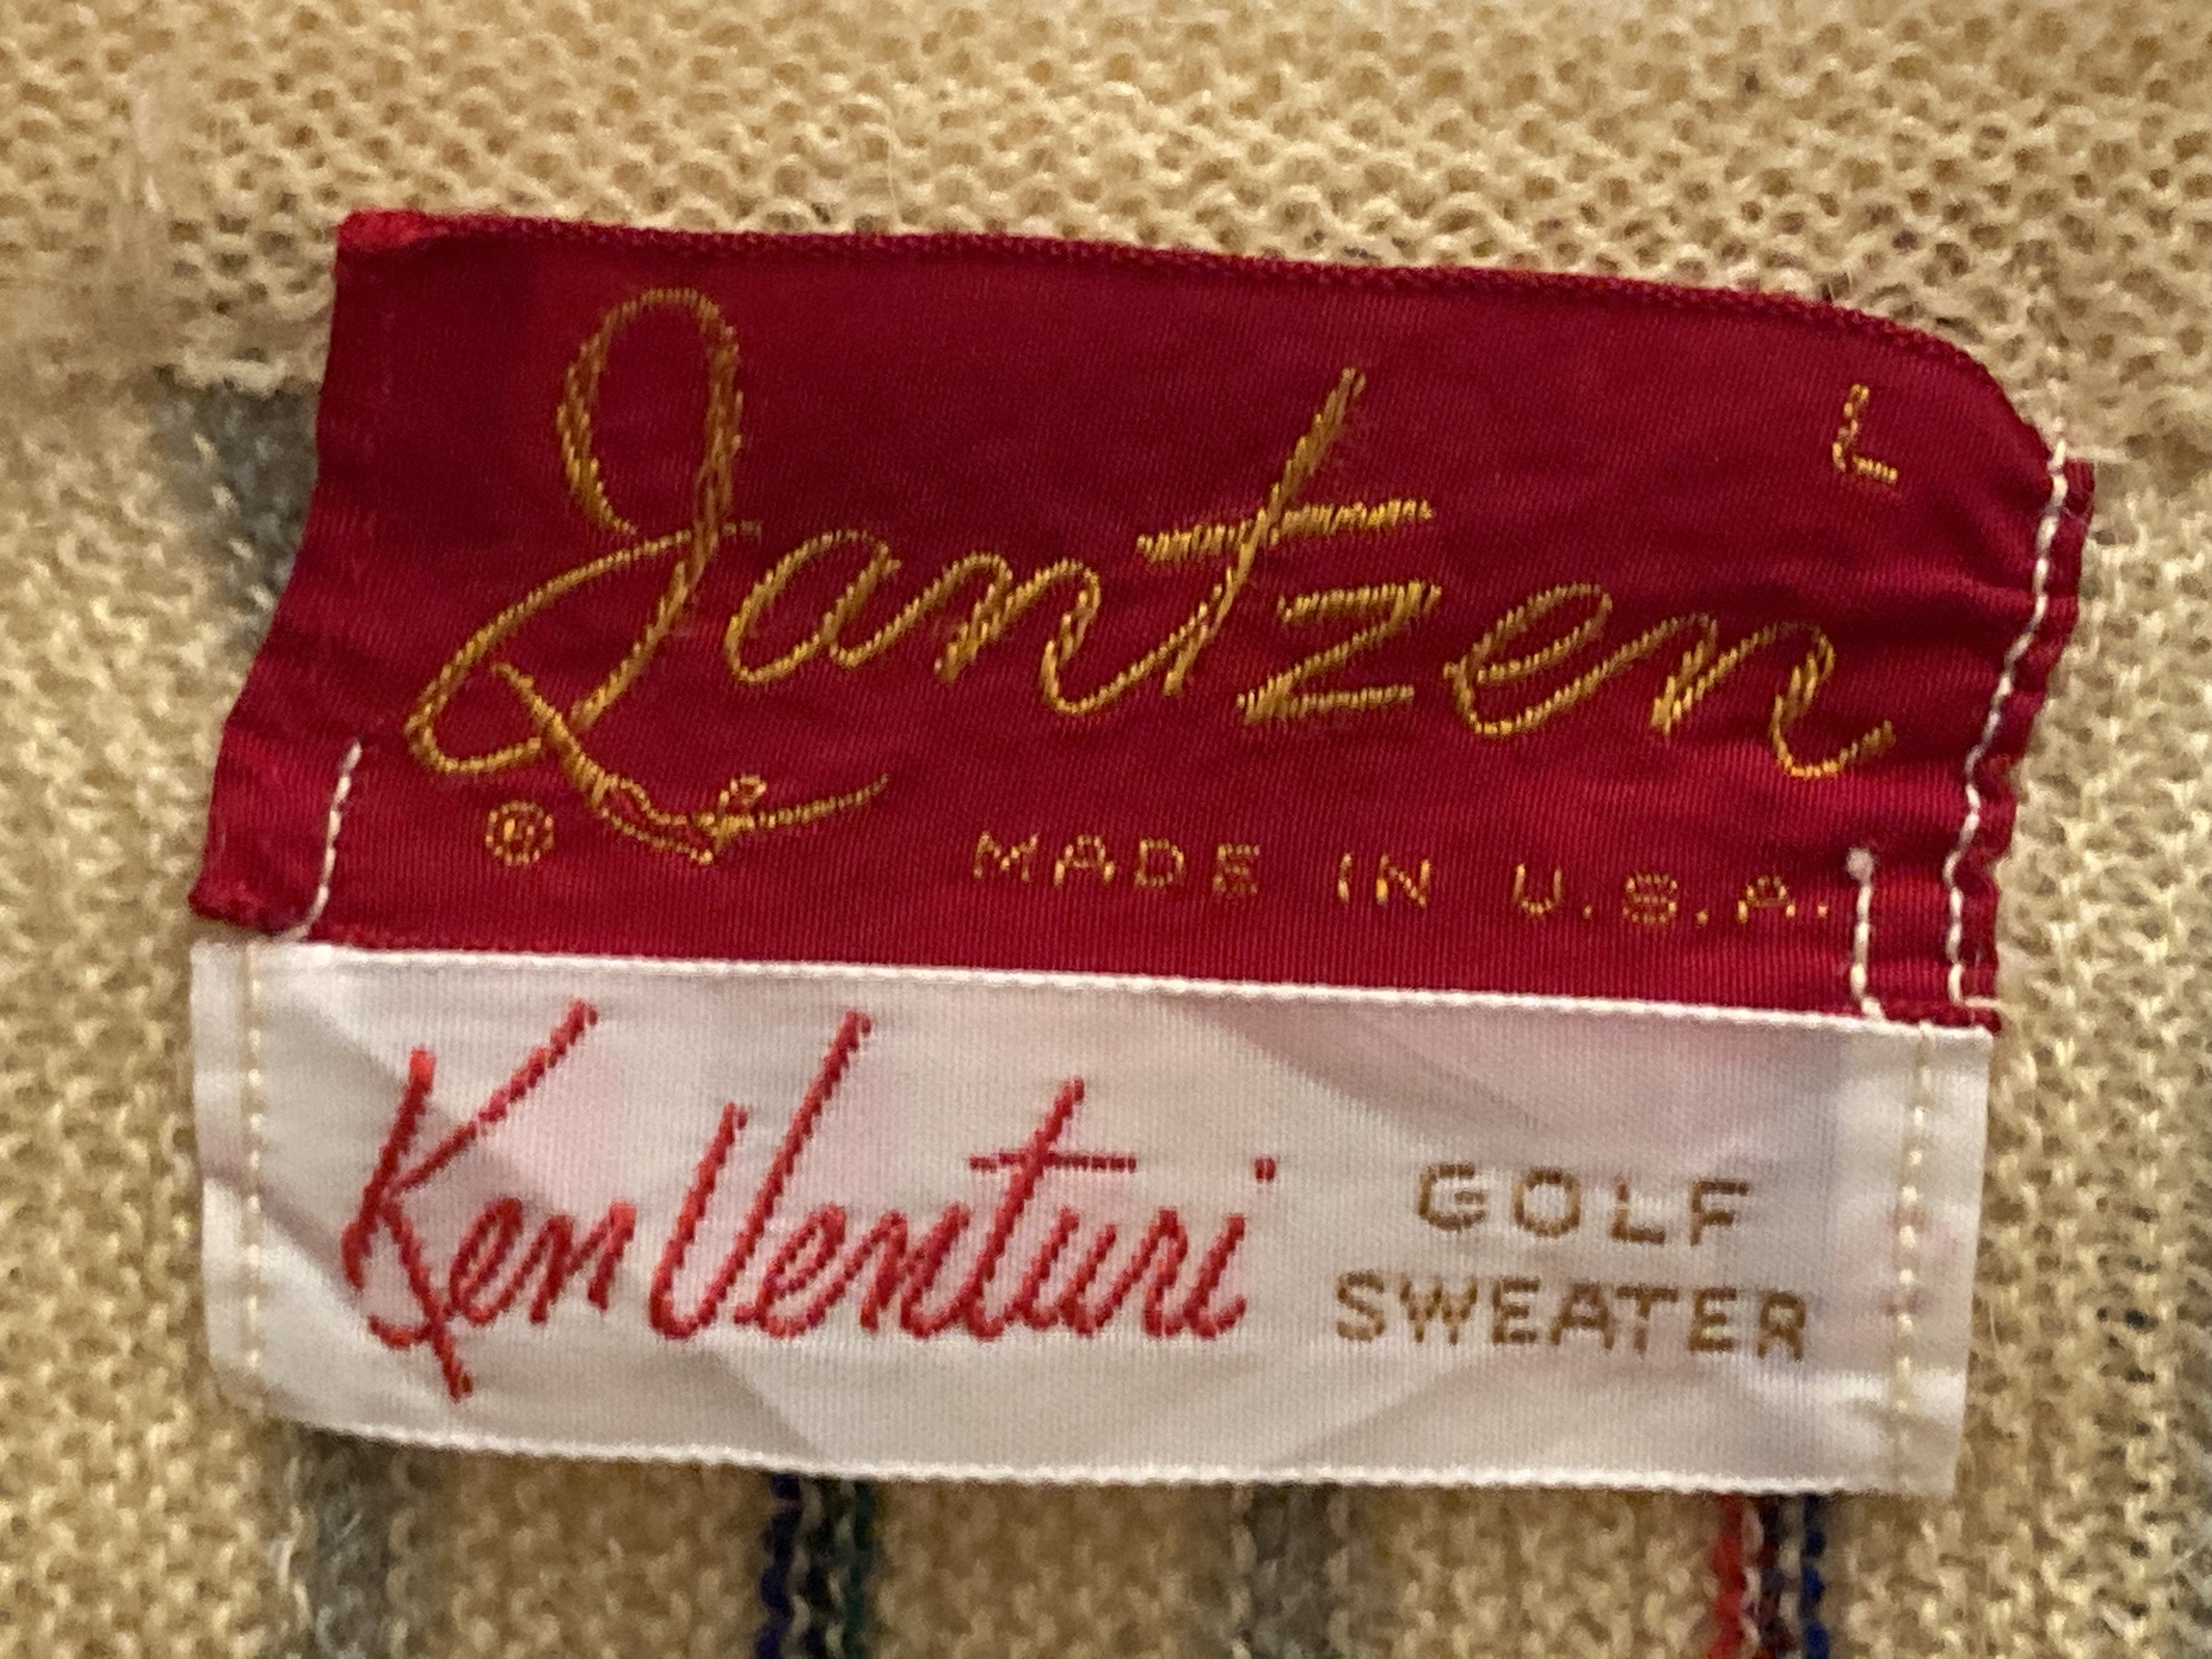 Jantzen
L
® MADE IN U.S.A.
Ken Venturi
GOLF
SWEATER